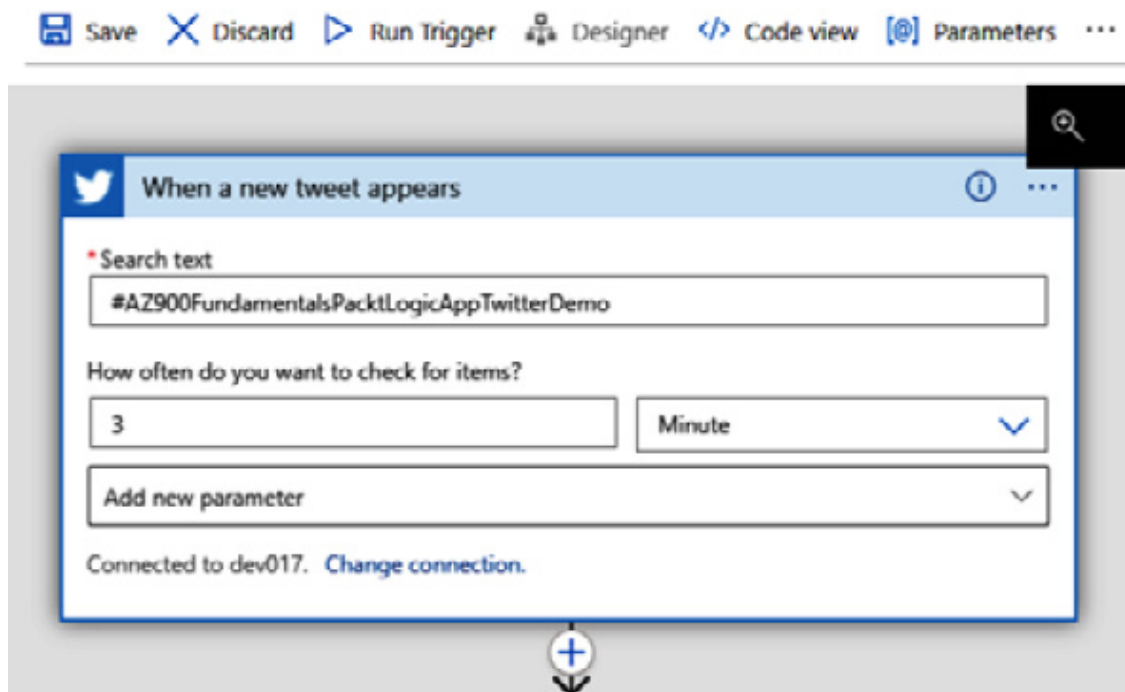 Save Discard Run Trigger Designer Code view Parameters ...
When a new tweet appears
*Search text
#AZ900FundamentalsPacktLogicAppTwitterDemo
How often do you want to check for items?
3 Minute
Add new parameter
Connected to dev017. Change connection.